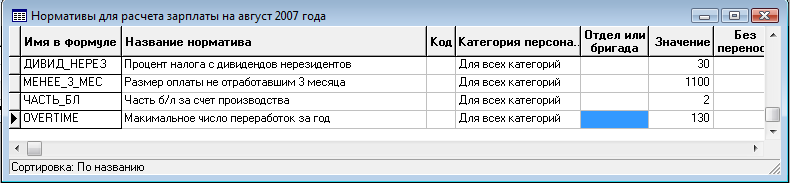 Нормативы для расчета зарплаты на август 2007 года
Имя в формуле Название норматива Код Категория персона... Отдел или бригада Значение Без перенос
ДИВИД_НЕРЕЗ Процент налога с дивидендов нерезидентов Для всех категорий 30
МЕНЕЕ_3_МЕС Размер оплаты не отработавшим 3 месяца Для всех категорий 1100
ЧАСТЬ_БЛ Часть б/л за счет производства Для всех категорий 2
OVERTIME Макимальное число переработок за год Для всех категорий 130
Сортировка: По названию